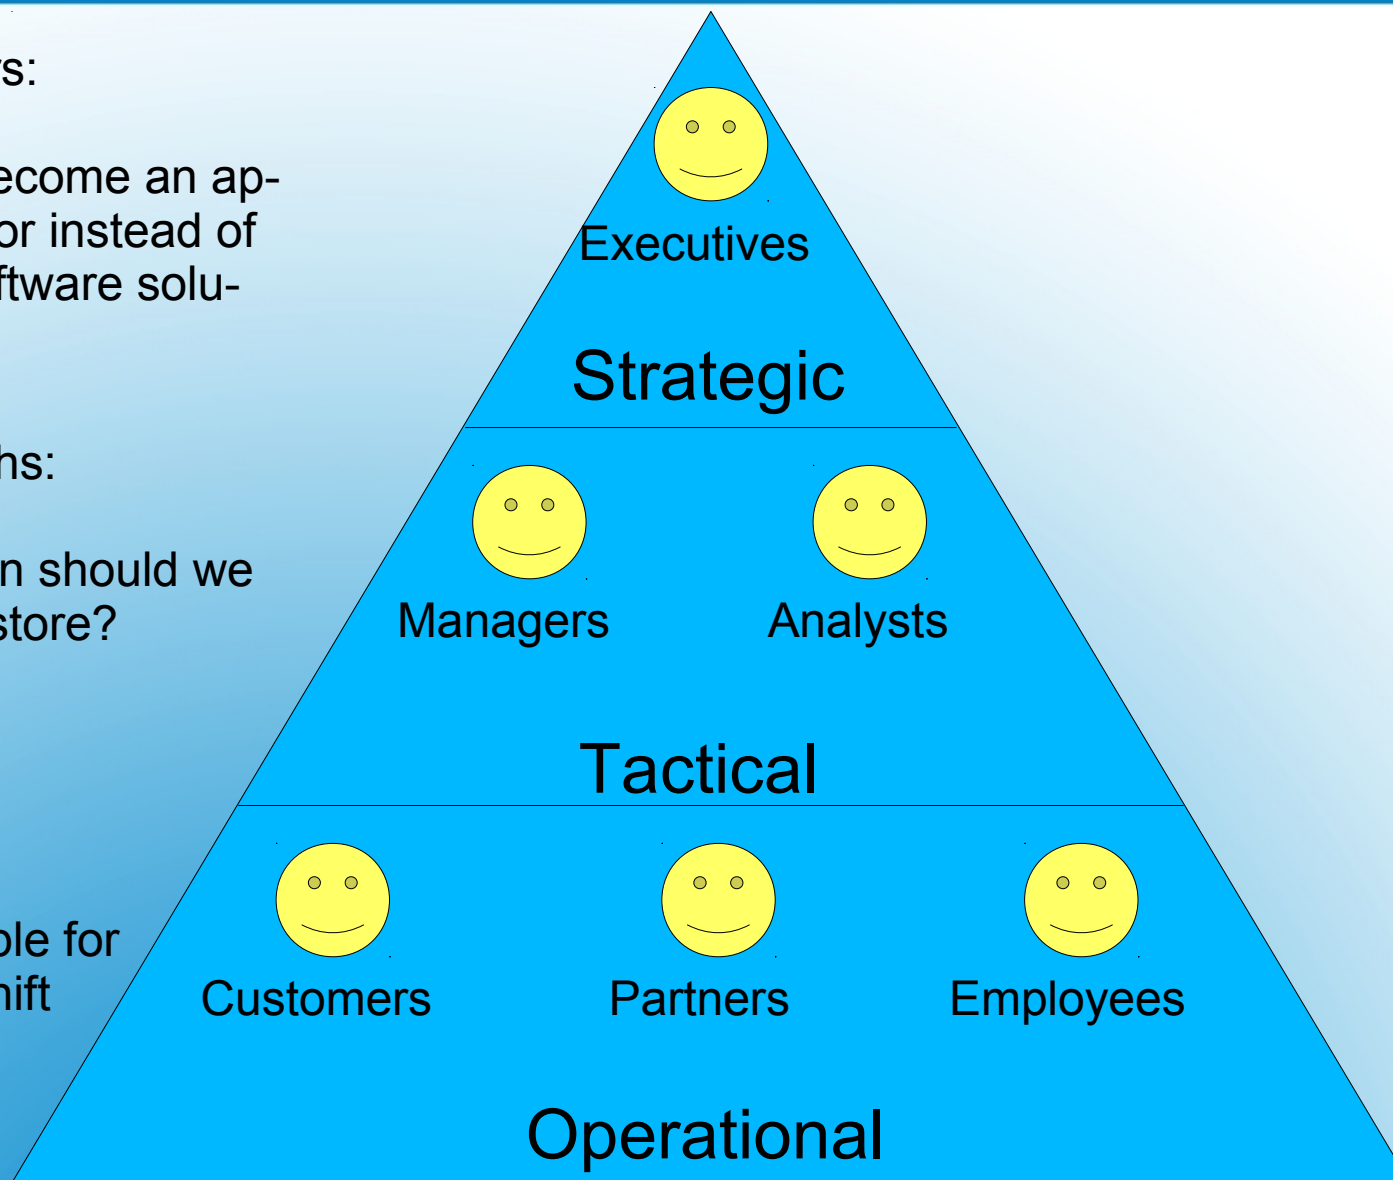 rs:
ecome an ap-
or instead of
ftware solu-
hs:
n should we
store?
ple for
hift
Executives
Strategic
Managers Analysts
Tactical
Customers Partners Employees
Operational